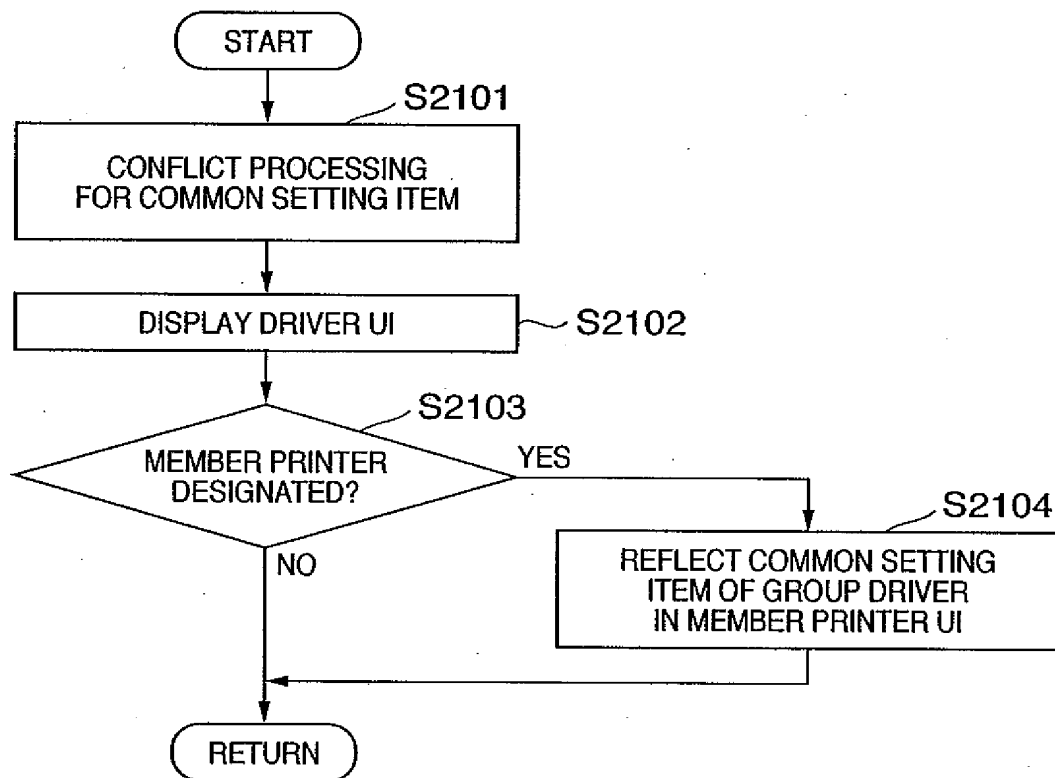 START
S2101
CONFLICT PROCESSING
FOR COMMON SETTING ITEM
DISPLAY DRIVER UI
S2102
S2103
MEMBER PRINTER
DESIGNATED?
YES
NO
S2104
REFLECT COMMON SETTING
ITEM OF GROUP DRIVER
IN MEMBER PRINTER UI
RETURN